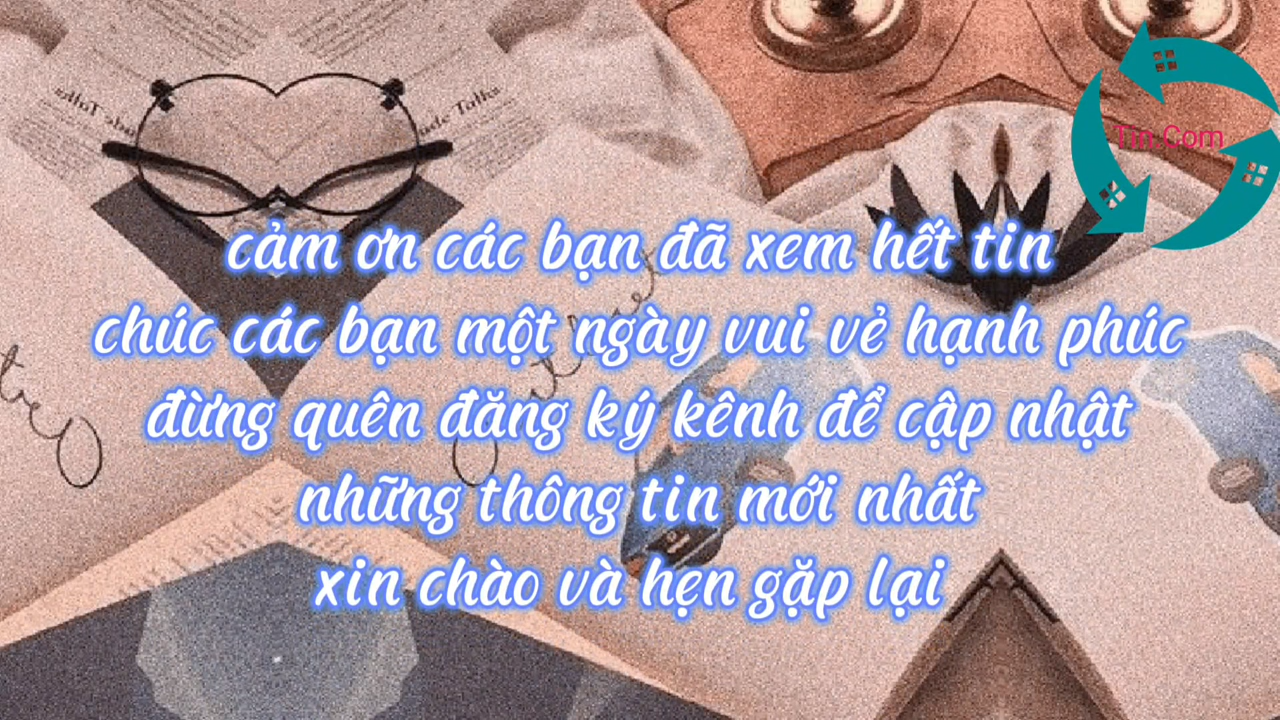 Tin.Com
cảm ơn các bạn đã xem hết tin
chúc các bạn một ngày vui vẻ hạnh phúc
đừng quên đăng ký kênh để cập nhật
những thông tin mới nhất
xin chào và hẹn gặp lại